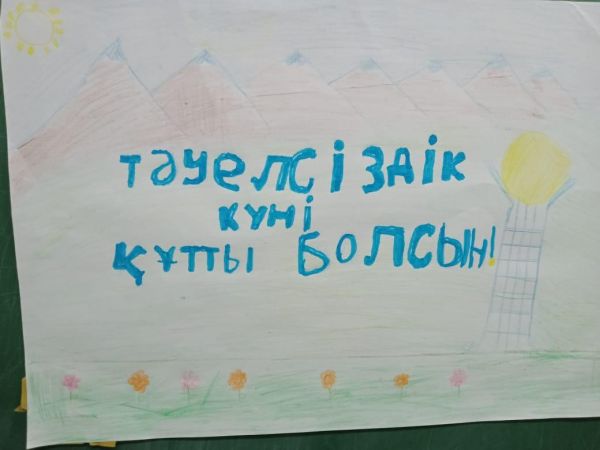 тәуелсіздік
күні
құтты болсын!